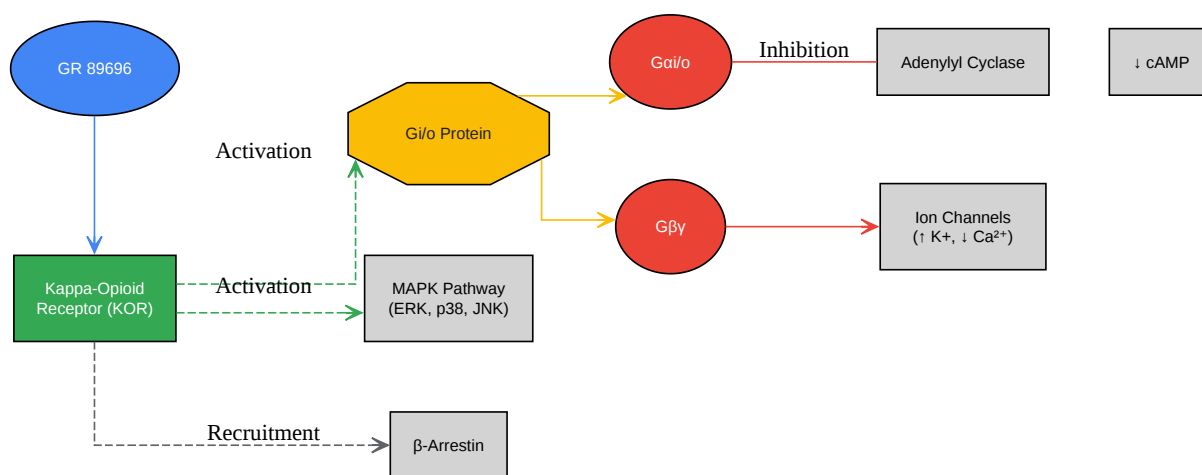 GR 89696
Gαi/o
Inhibition
Adenylyl Cyclase
↓ cAMP
Gi/o Protein
Activation
Gβγ
Ion Channels
(↑ K+, ↓ Ca²⁺)
Kappa-Opioid
Receptor (KOR)
Activation
MAPK Pathway
(ERK, p38, JNK)
Recruitment
β-Arrestin